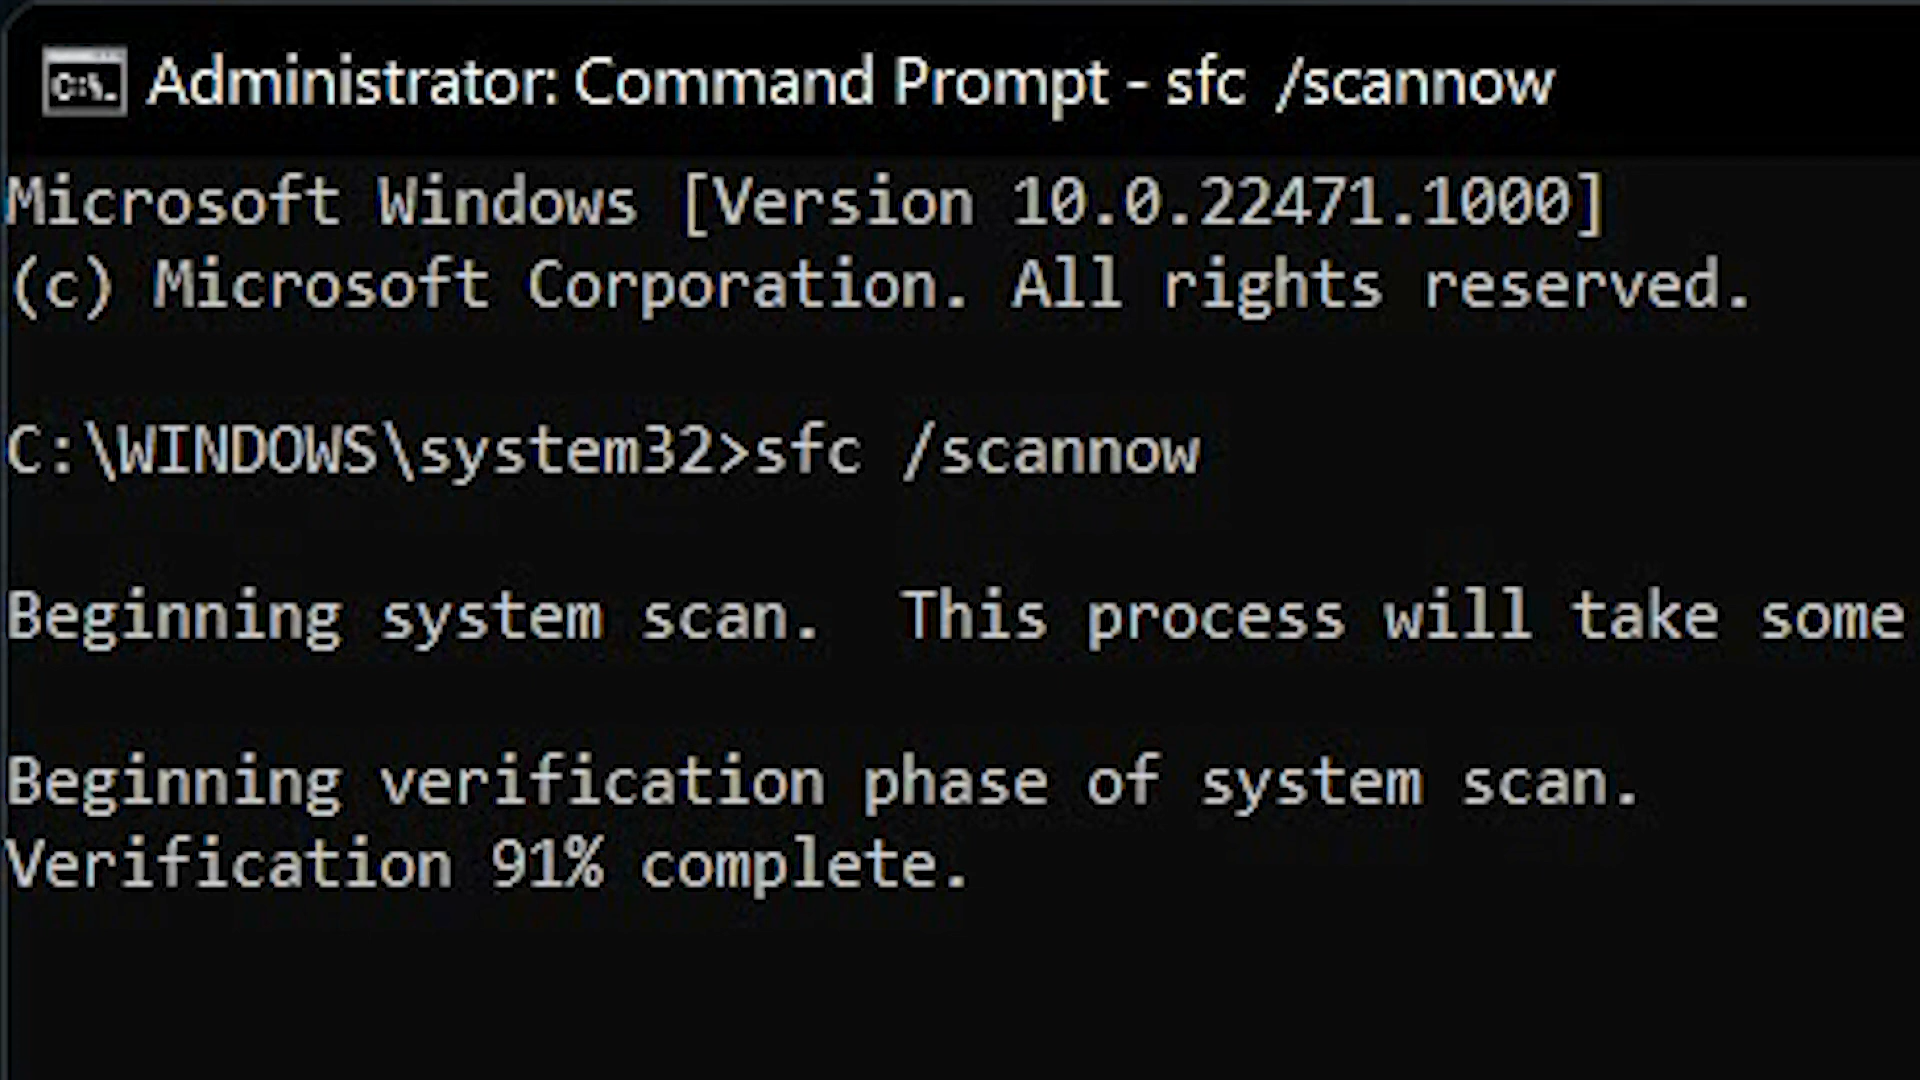 C:\.
Administrator: Command Prompt - sfc  /scannow
Microsoft Windows [Version 10.0.22471.1000]
(c) Microsoft Corporation. All rights reserved.
C:\WINDOWS\system32>sfc /scannow
Beginning system scan.  This process will take some
Beginning verification phase of system scan.
Verification 91% complete.